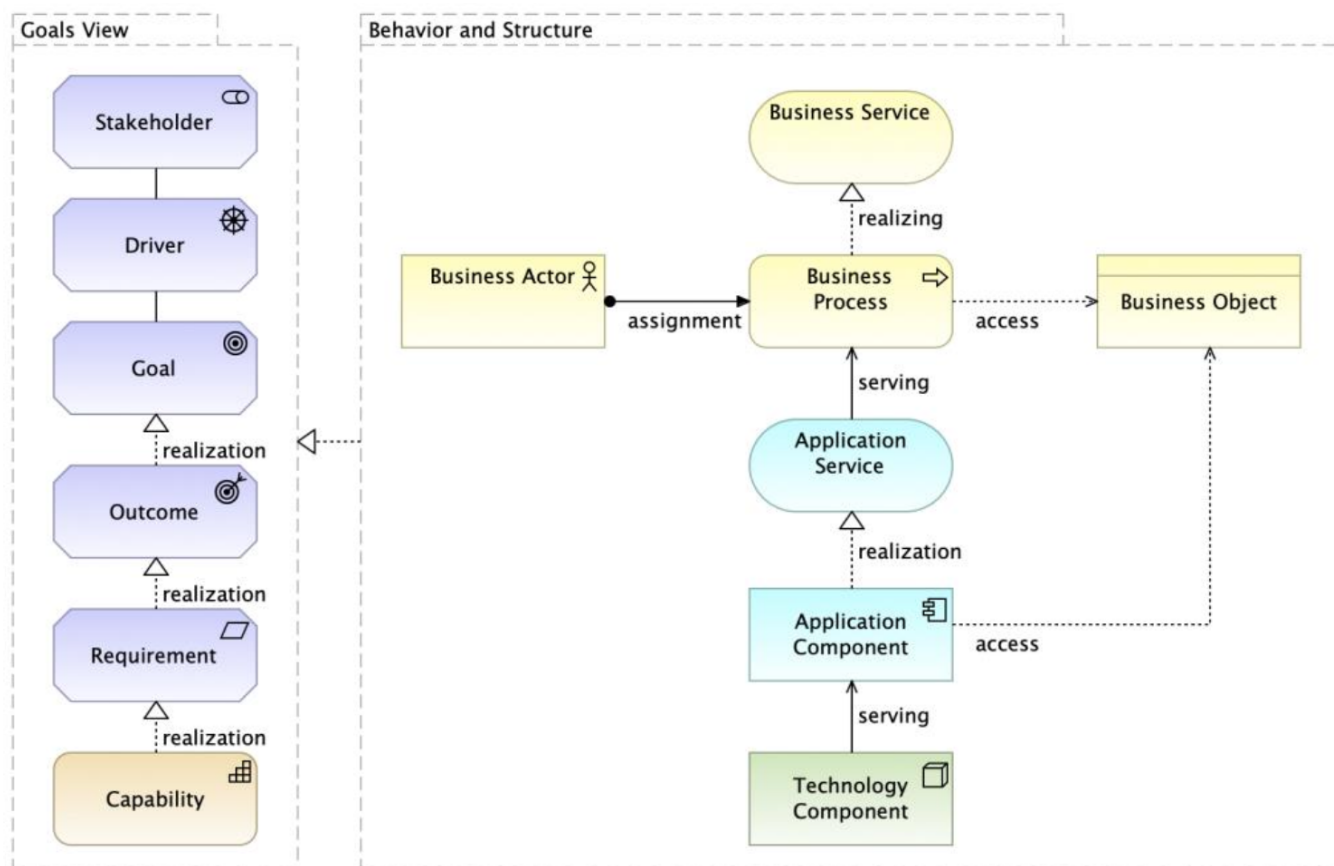 Goals View
Stakeholder
Driver
Goal
realization
Outcome
realization
Requirement
realization
Capability
Behavior and Structure
Business Service
realizing
Business Actor
assignment
Business
Process
access
Business Object
serving
Application
Service
realization
Application
Component
access
serving
Technology
Component